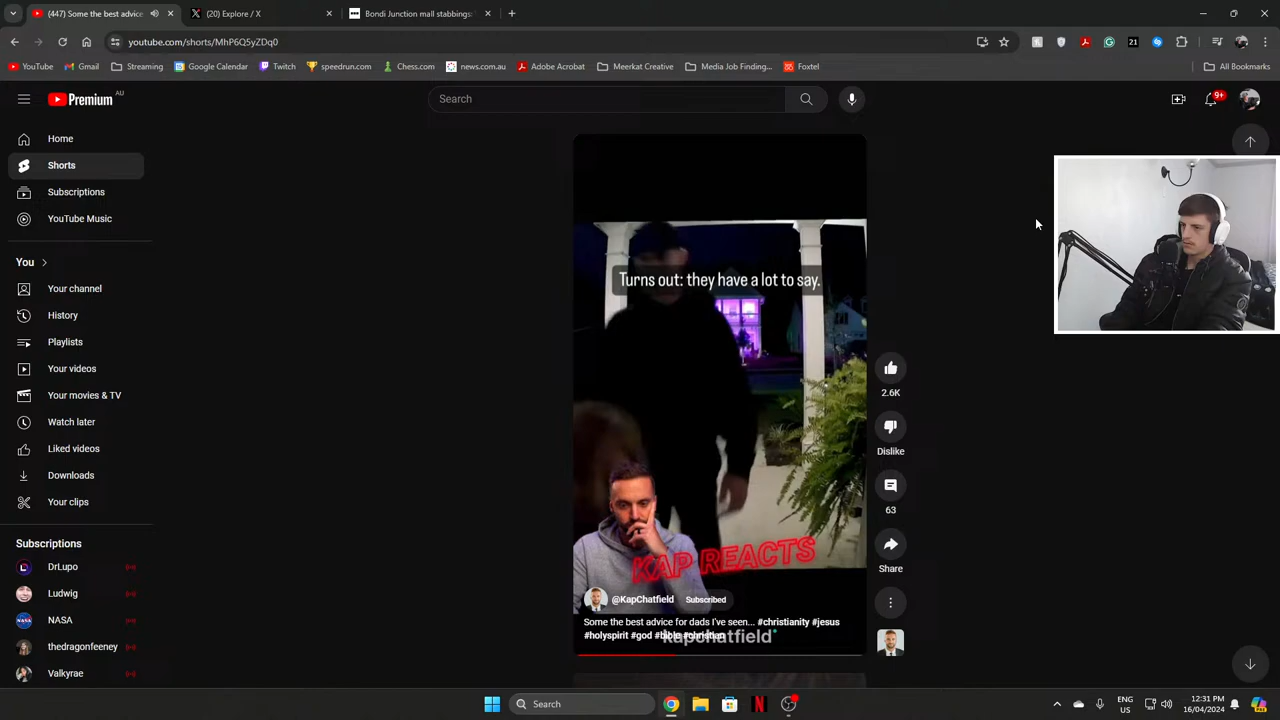 (447) Some the best advice
(20) Explore / X
Bondi Junction mall stabbings:
youtube.com/shorts/MhP6Q5yZDq0
21
YouTube
Gmail
Streaming
Google Calendar
Twitch
speedrun.com
Chess.com
news.com.au
Adobe Acrobat
Meerkat Creative
Media Job Finding...
Foxtel
All Bookmarks
Premium AU
Search
9+
Home
Shorts
Subscriptions
YouTube Music
You
Your channel
History
Playlists
Your videos
Your movies & TV
Watch later
Liked videos
Downloads
Your clips
Subscriptions
DrLupo
Ludwig
NASA
thedragonfeeney
Valkyrae
Turns out: they have a lot to say.
KAP REACTS
@KapChatfield Subscribed
Some the best advice for dads I've seen... #christianity #jesus
#holyspirit #god #bible #christian
kapchatfield
2.6K
Dislike
63
Share
Search
ENG
US
12:31 PM
16/04/2024